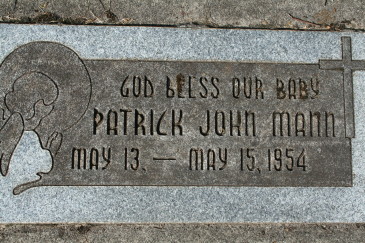 GOD BLESS OUR BABY
PATRICK JOHN MANN
MAY 13, — MAY 15, 1954